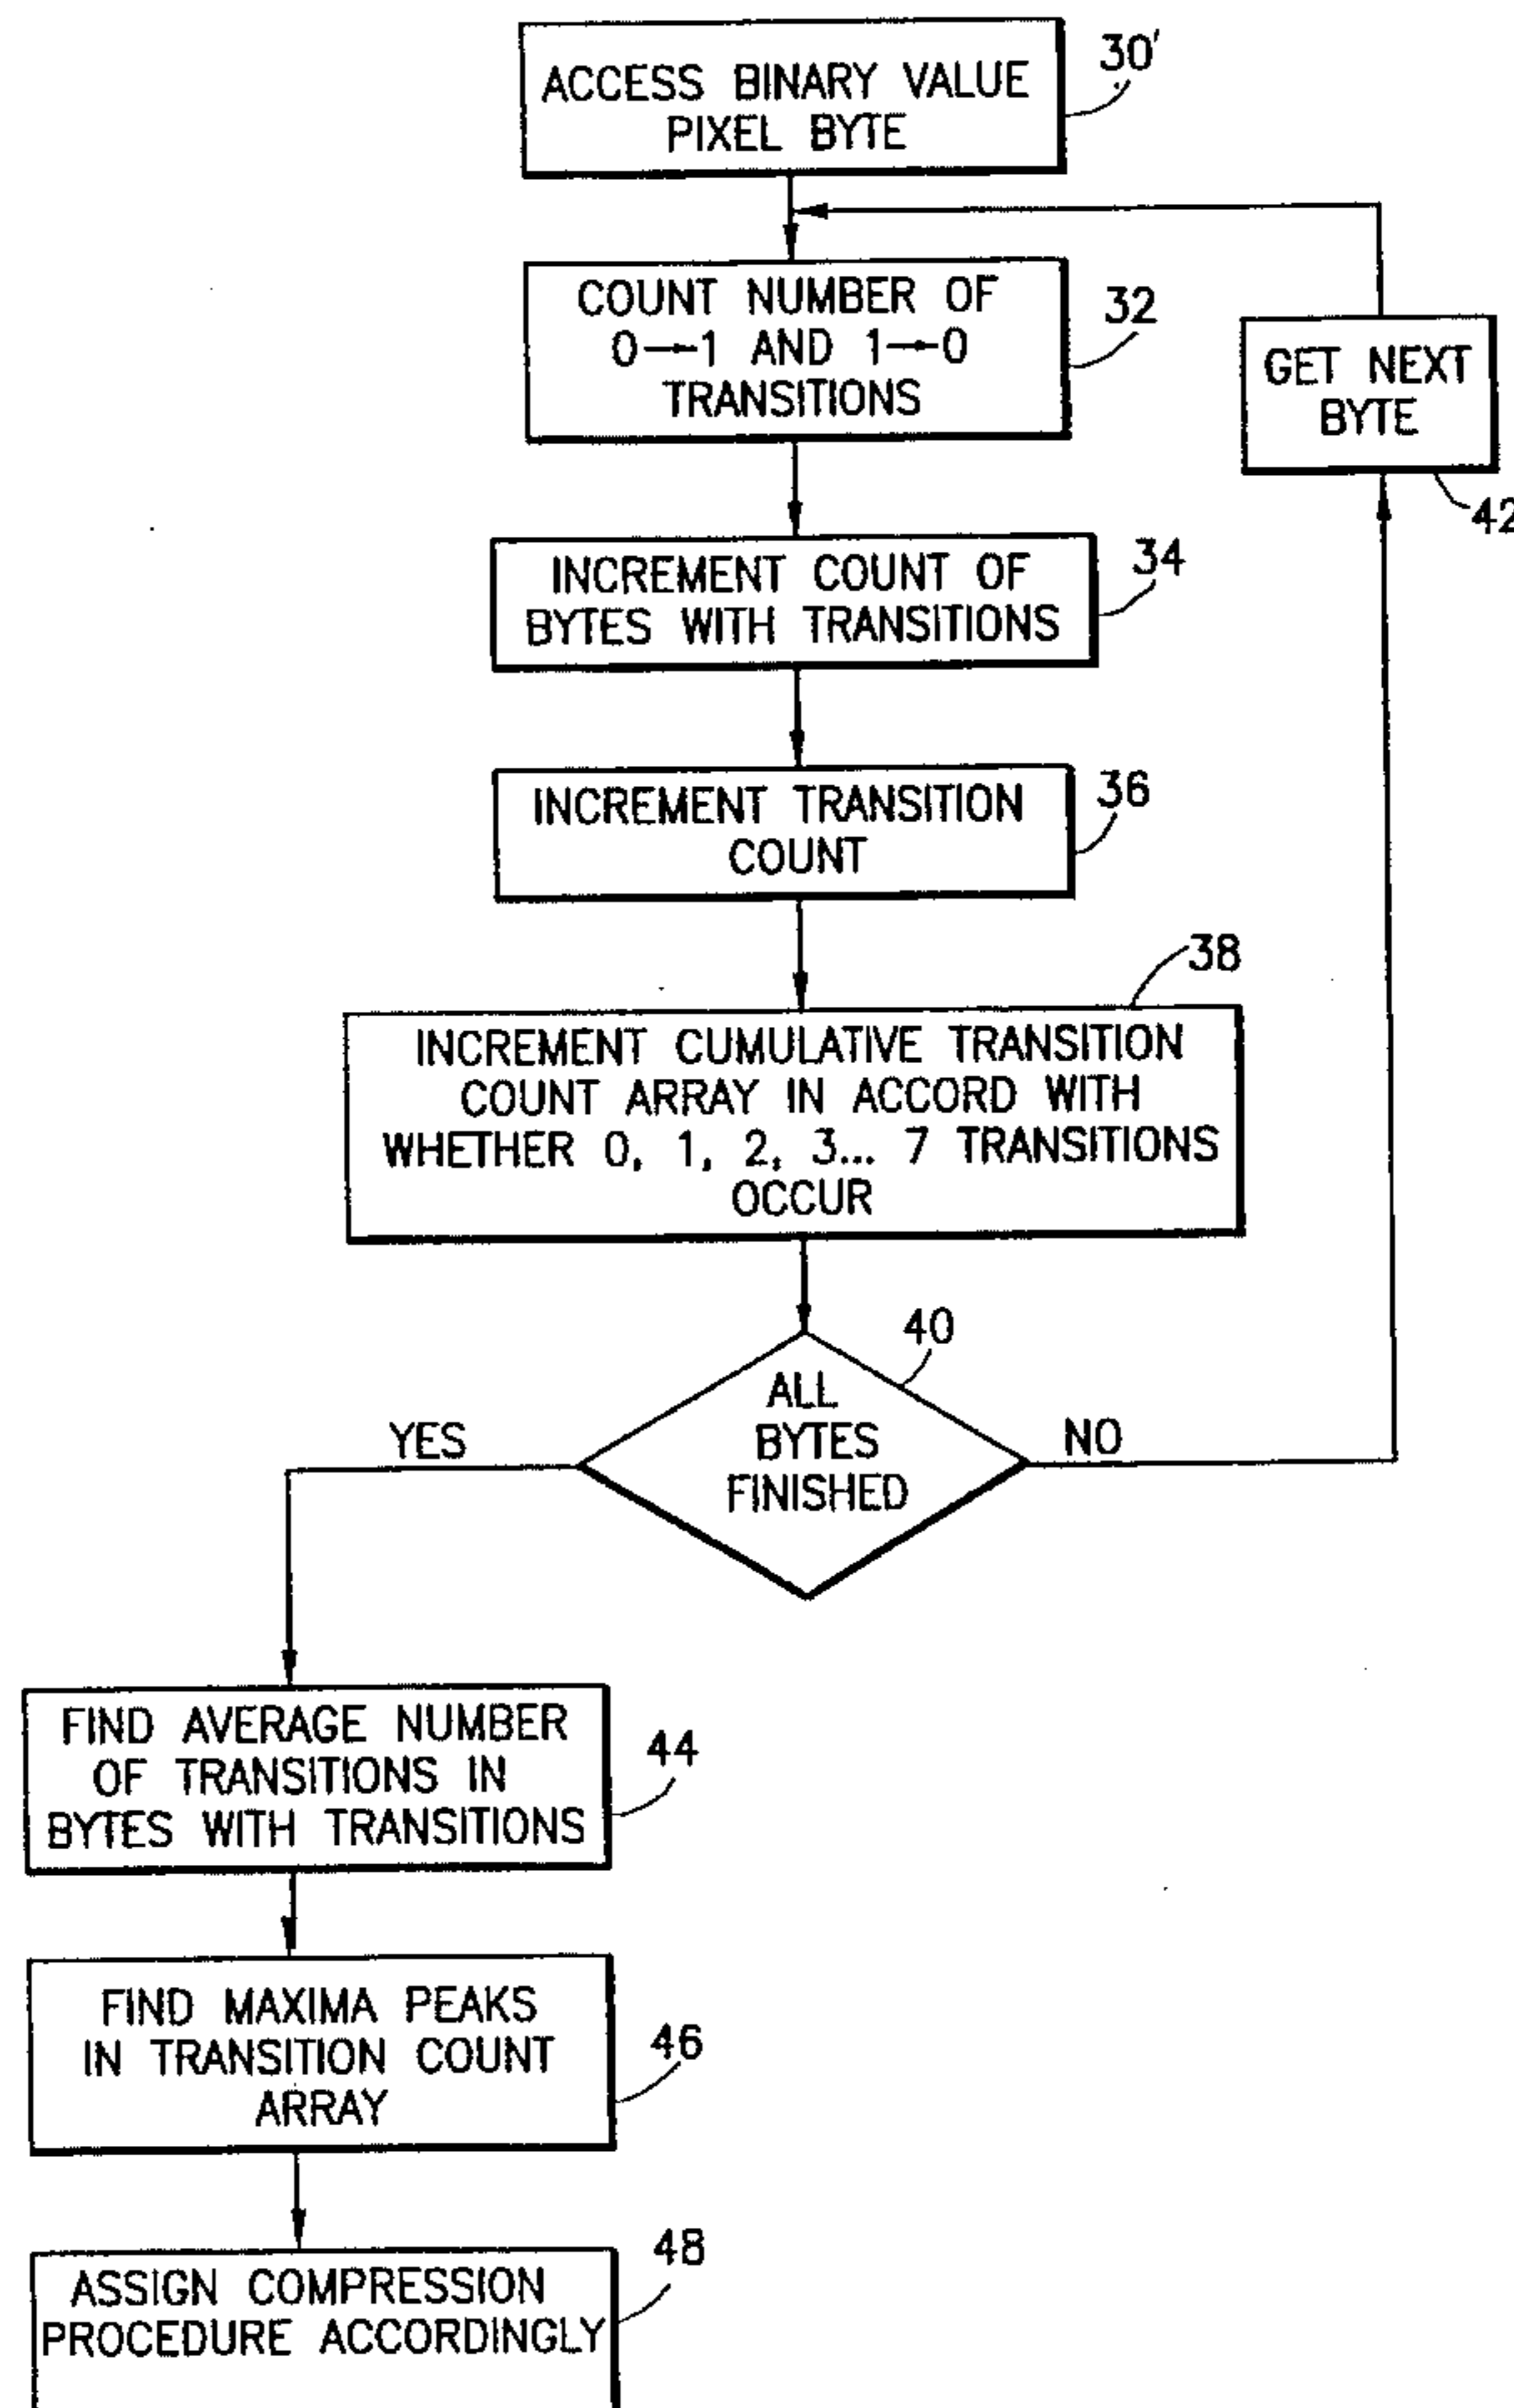 ACCESS BINARY VALUE
PIXEL BYTE
30'
COUNT NUMBER OF
0→1 AND 1→0
TRANSITIONS
32
GET NEXT
BYTE
42
INCREMENT COUNT OF
BYTES WITH TRANSITIONS
34
INCREMENT TRANSITION
COUNT
36
38
INCREMENT CUMULATIVE TRANSITION
COUNT ARRAY IN ACCORD WITH
WHETHER 0, 1, 2, 3... 7 TRANSITIONS
OCCUR
40
ALL
BYTES
FINISHED
YES
NO
FIND AVERAGE NUMBER
OF TRANSITIONS IN
BYTES WITH TRANSITIONS
44
FIND MAXIMA PEAKS
IN TRANSITION COUNT
ARRAY
46
ASSIGN COMPRESSION
PROCEDURE ACCORDINGLY
48